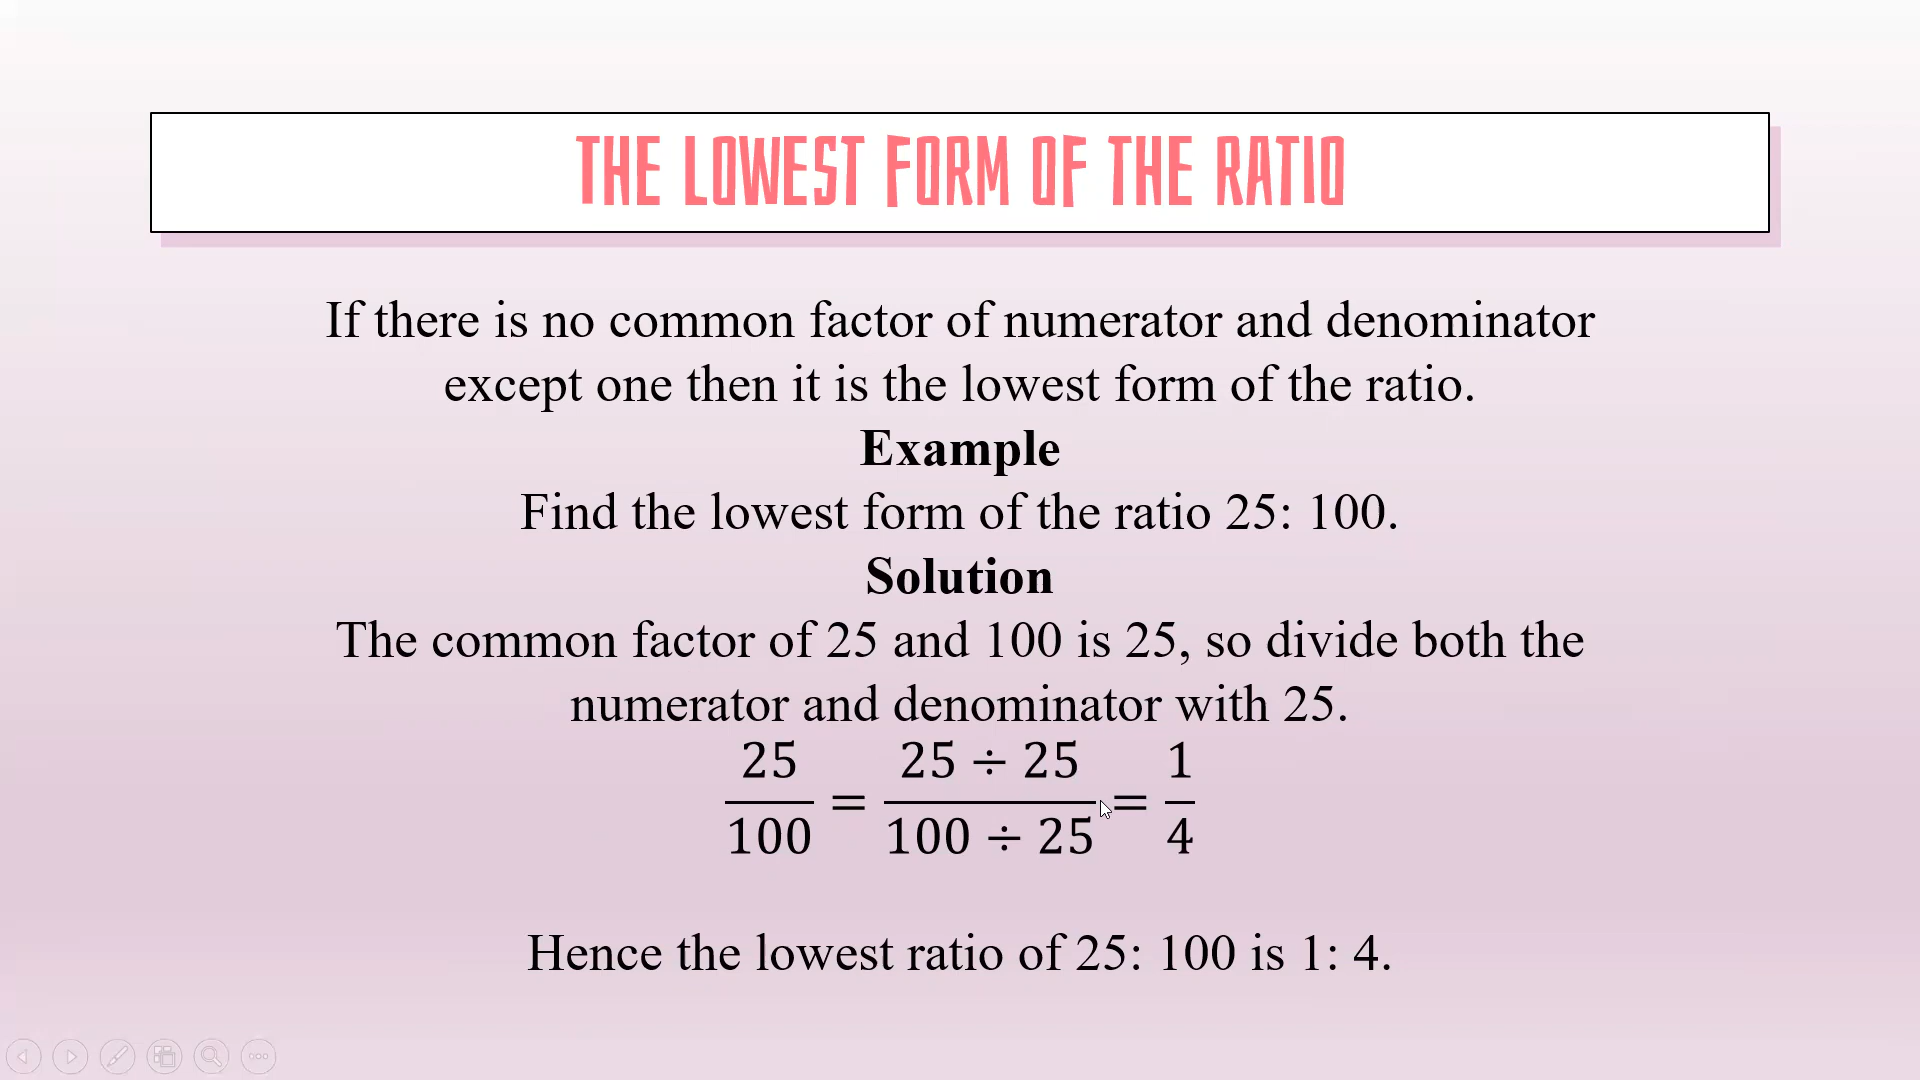 THE LOWEST FORM OF THE RATIO
If there is no common factor of numerator and denominator
except one then it is the lowest form of the ratio.
Example
Find the lowest form of the ratio 25: 100.
Solution
The common factor of 25 and 100 is 25, so divide both the
numerator and denominator with 25.
25/100 = 25 ÷ 25/100 ÷ 25 = 1/4
Hence the lowest ratio of 25: 100 is 1: 4.